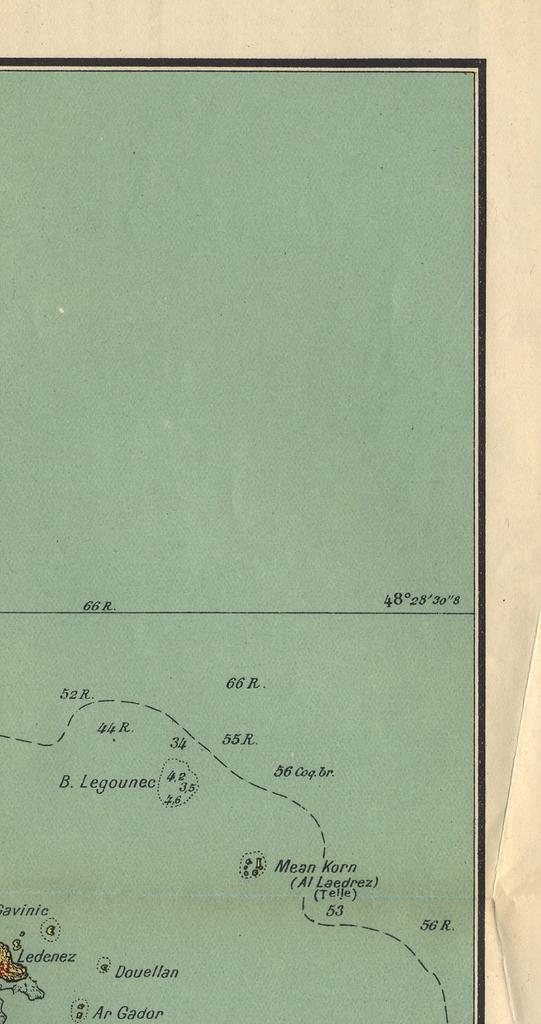 66 R.
48°28'30"8
66 R.
52 R.
44 R.
34
55 R.
56 Coq.br.
B. Legounec
4,2
3,5
4,6
Mean Korn
(Al Laedrez)
(Telle)
53
56 R.
Gavinic
Ledenez
Douellan
Ar Gador